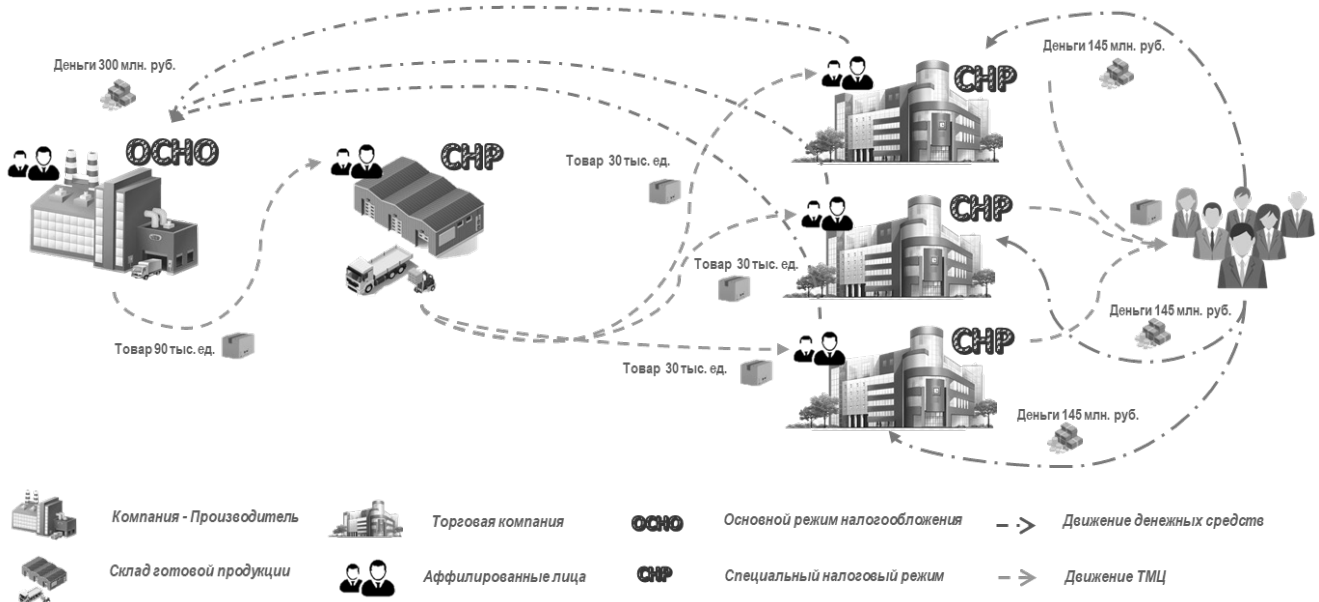 Деньги 300 млн. руб.
ОСНО
СНР
Товар 90 тыс. ед.
Товар 30 тыс. ед.
СНР
Деньги 145 млн. руб.
Товар 30 тыс. ед.
СНР
Деньги 145 млн. руб.
Товар 30 тыс. ед.
СНР
Деньги 145 млн. руб.
Компания - Производитель
Торговая компания
ОСНО
Основной режим налогообложения
Движение денежных средств
Склад готовой продукции
Аффилированные лица
СНР
Специальный налоговый режим
Движение ТМЦ